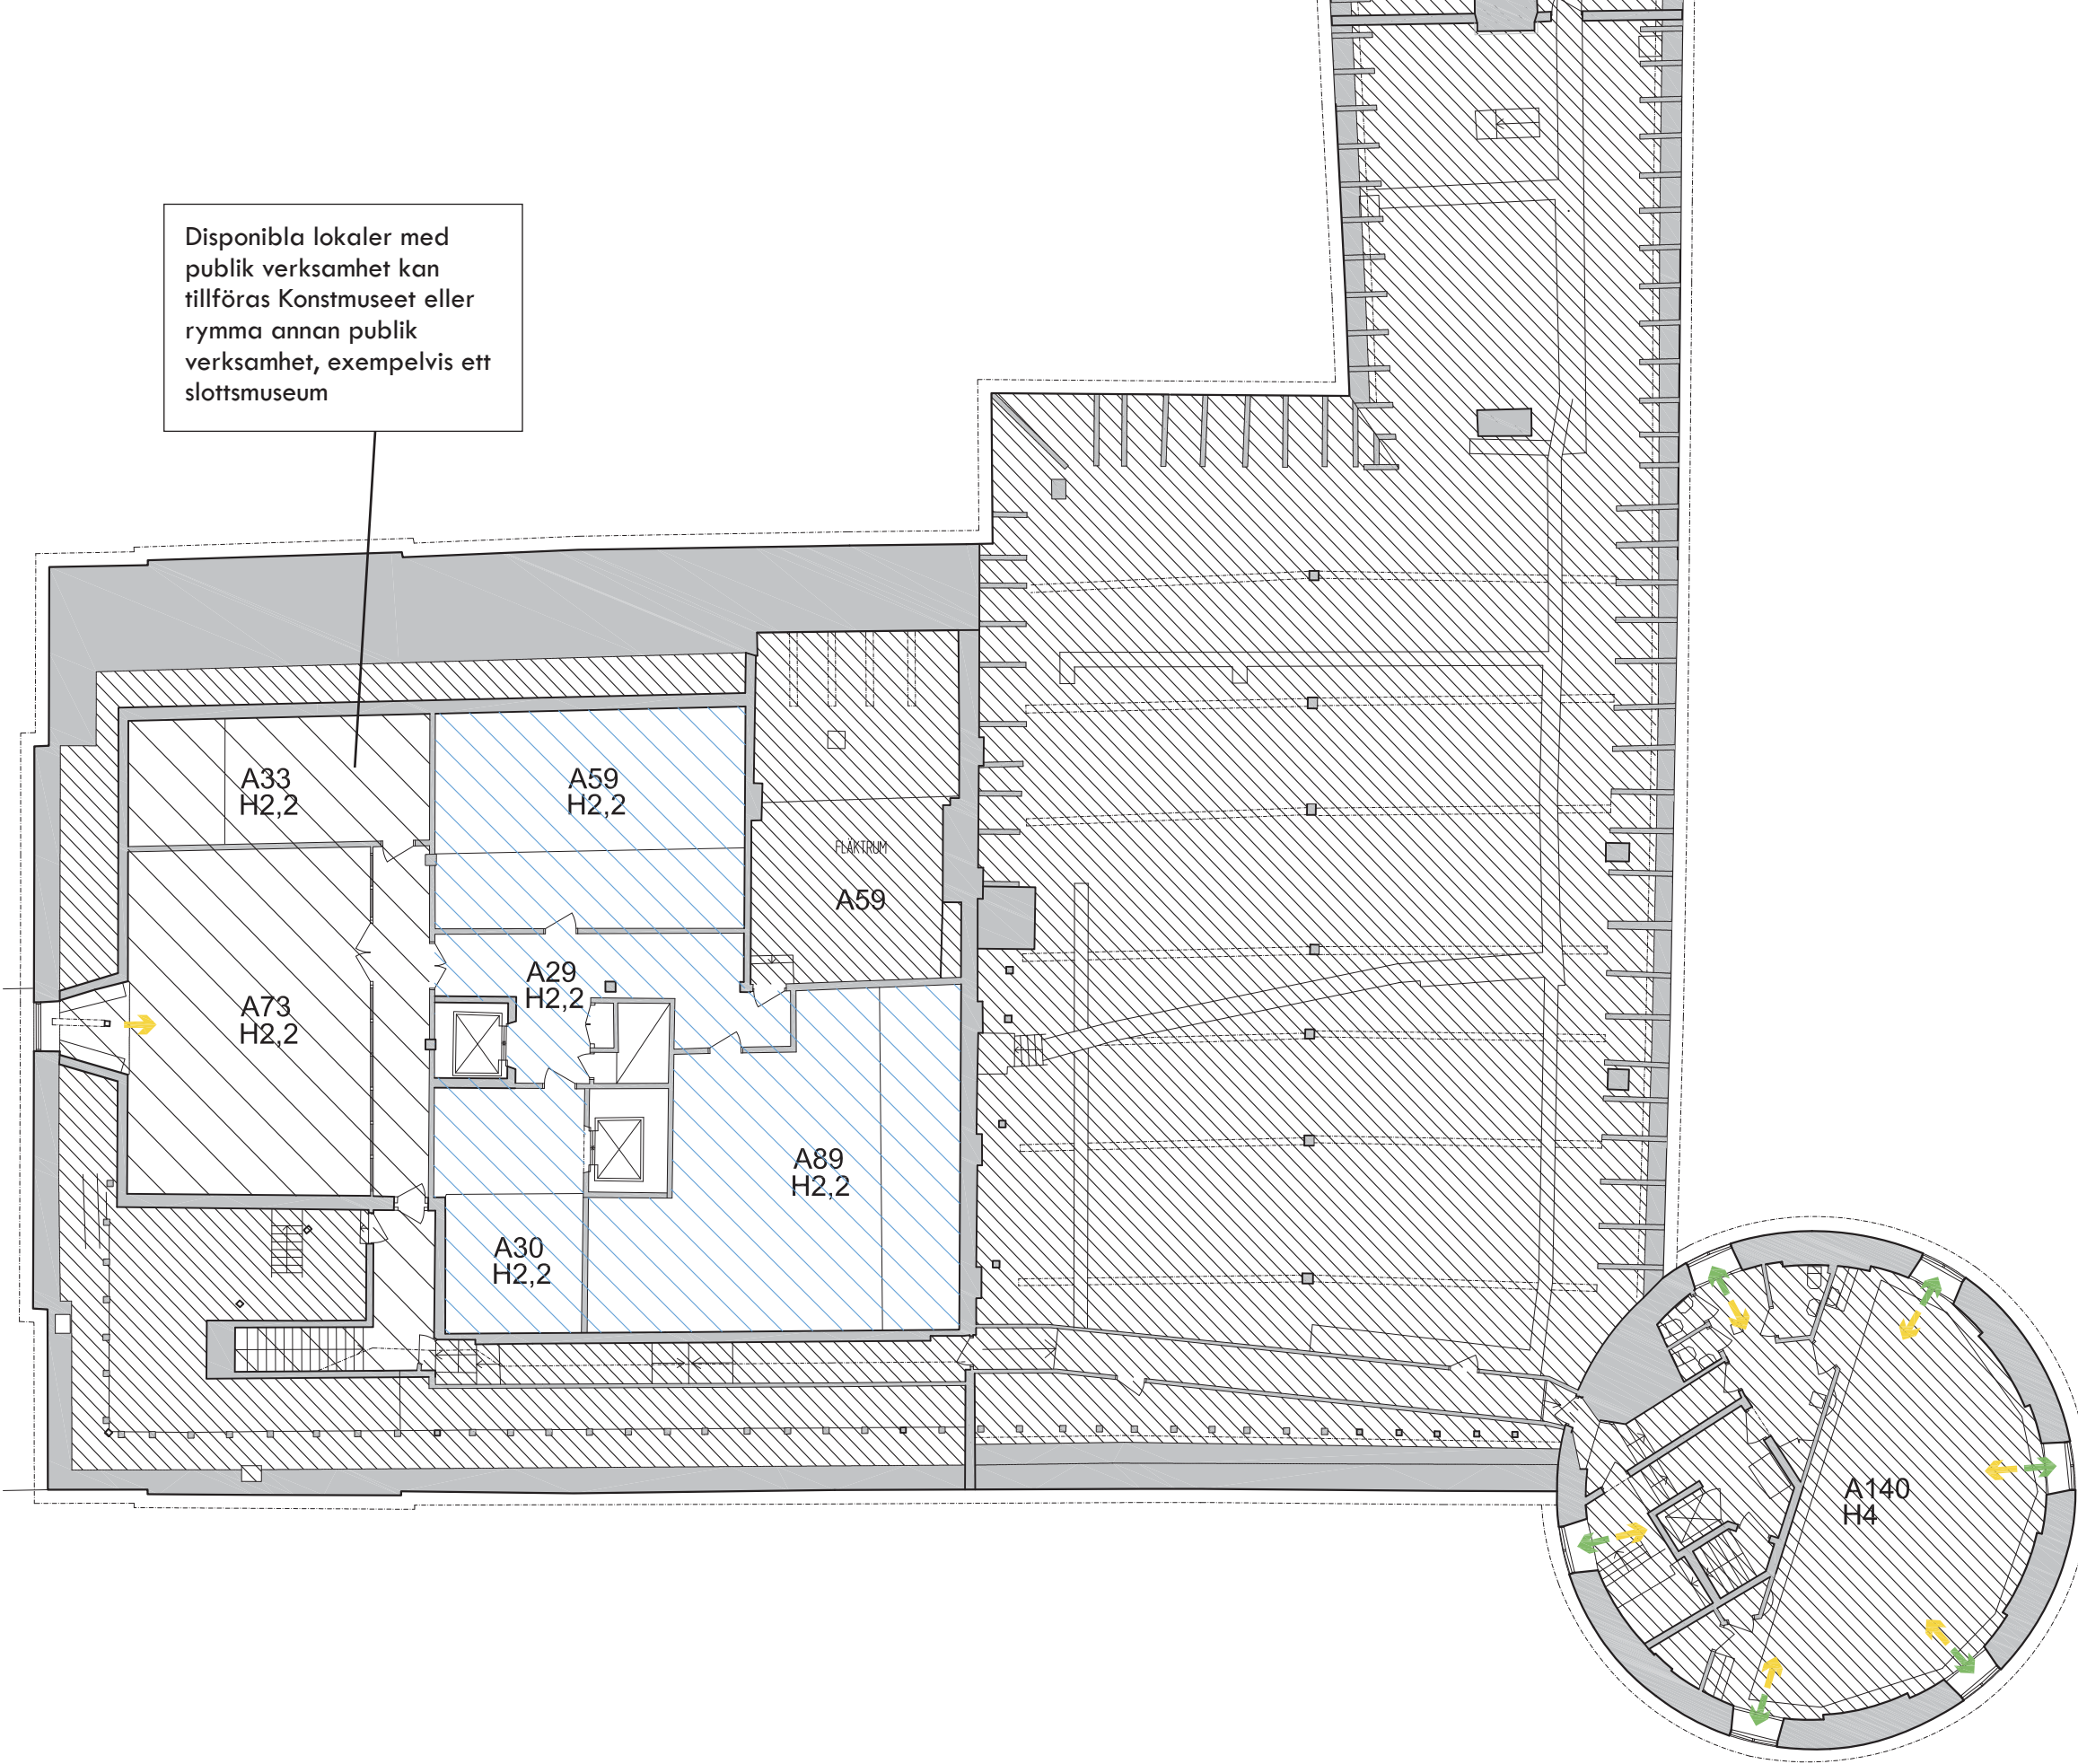 Disponibla lokaler med
publik verksamhet kan
tillföras Konstmuseet eller
rymma annan publik
verksamhet, exempelvis ett
slottsmuseum
A33
H2,2
A59
H2,2
FLÄKTRUM
A59
A29
H2,2
A73
H2,2
A89
H2,2
A30
H2,2
A140
H4